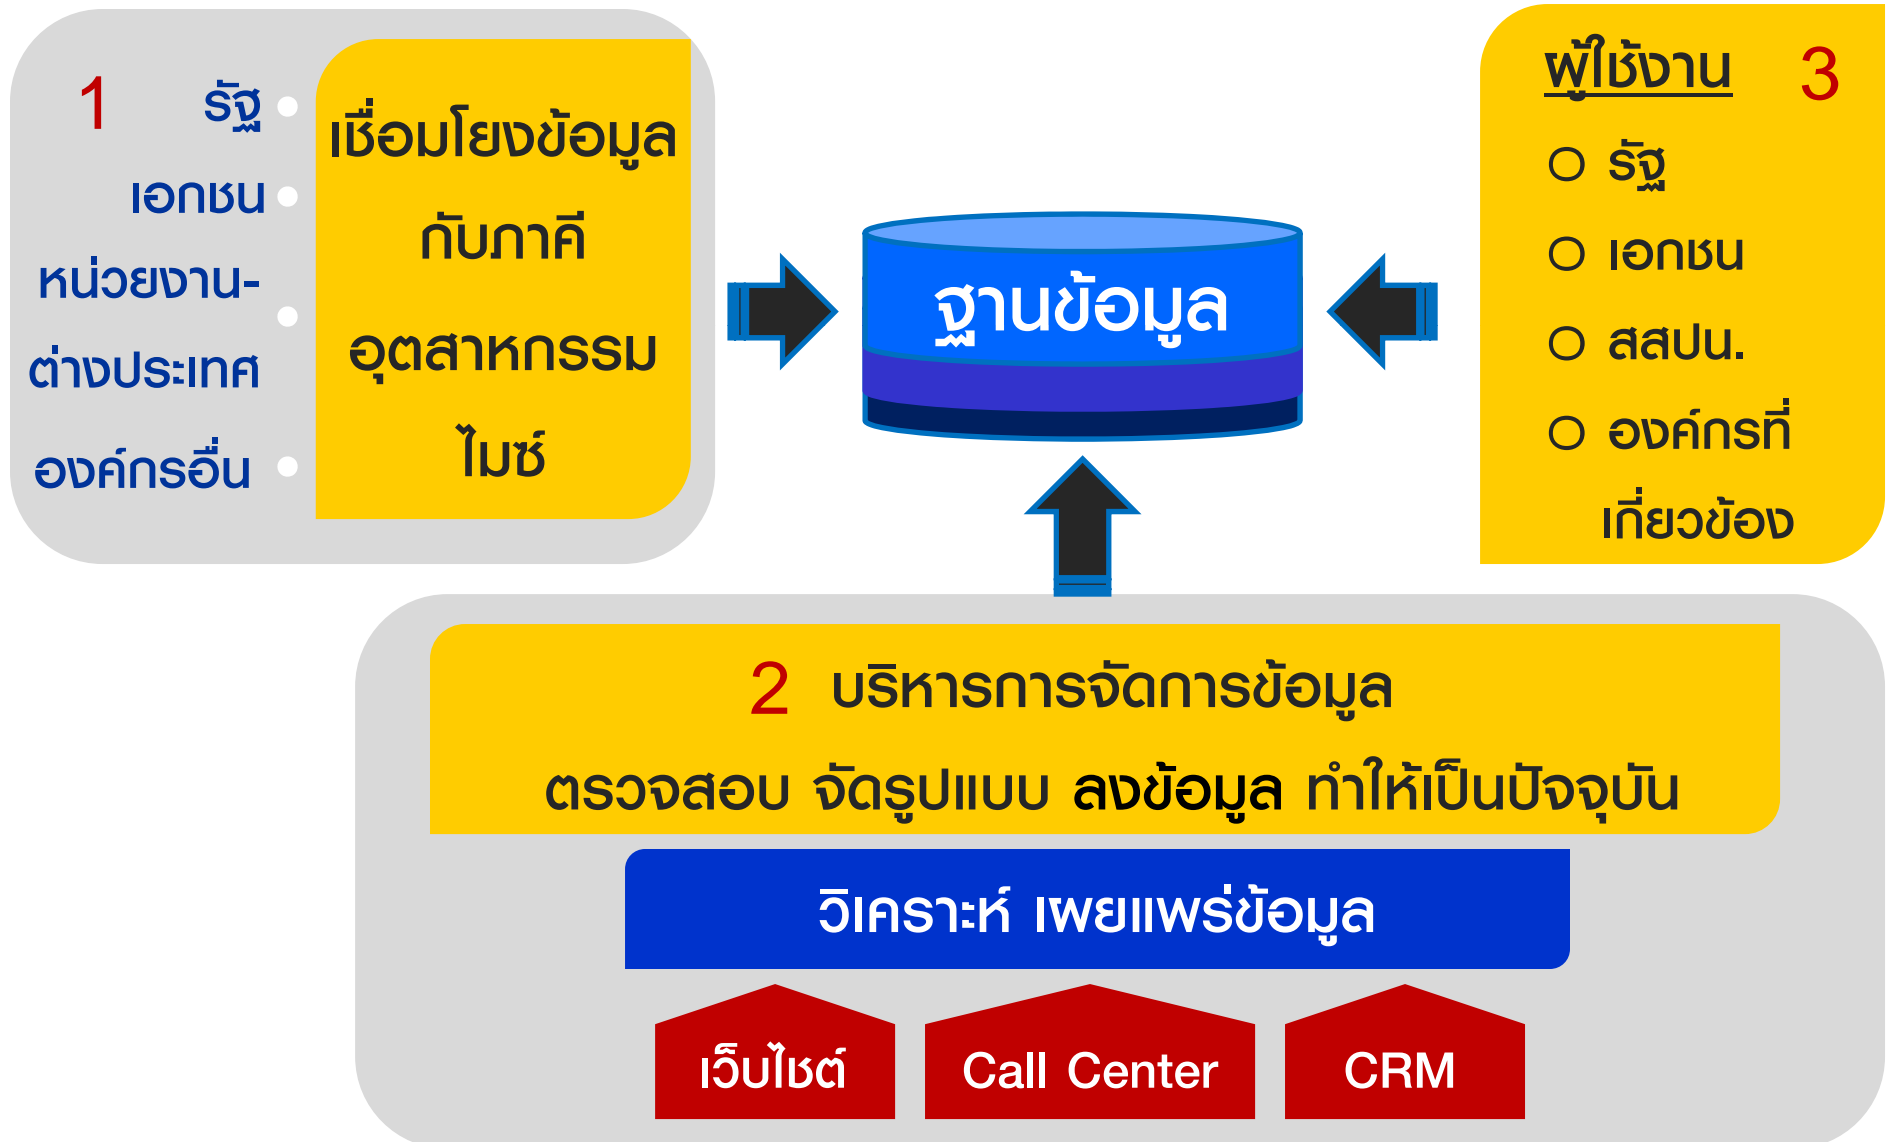 1
รัฐ
เอกชน
หน่วยงาน-
ต่างประเทศ
องค์กรอื่น
เชื่อมโยงข้อมูล
กับภาคี
อุตสาหกรรม
ไมซ์
ฐานข้อมูล
ผู้ใช้งาน 3
รัฐ
เอกชน
สสปน.
องค์กรที่
เกี่ยวข้อง
2 บริหารการจัดการข้อมูล
ตรวจสอบ จัดรูปแบบ ลงข้อมูล ทำให้เป็นปัจจุบัน
วิเคราะห์ เผยแพร่ข้อมูล
เว็บไซต์
Call Center
CRM